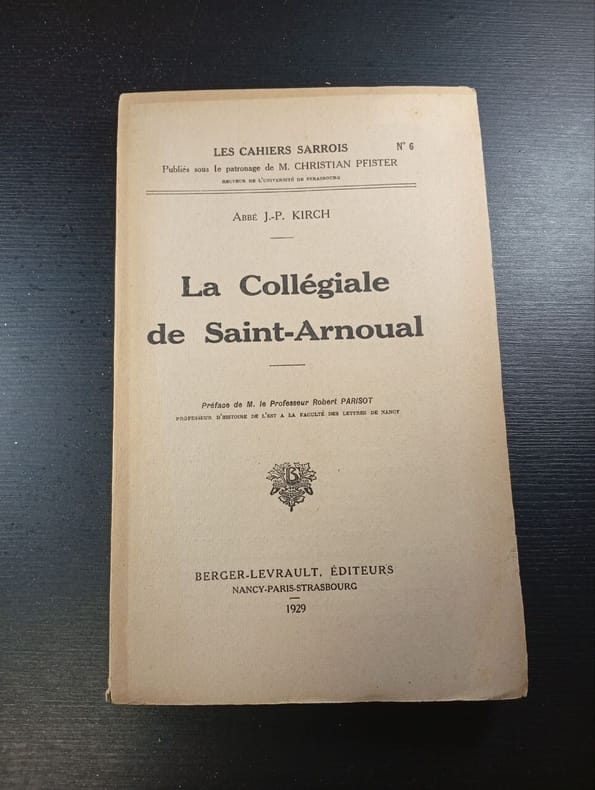 LES CAHIERS SARROIS N° 6
Publiés sous le patronage de M. CHRISTIAN PFISTER
RECTEUR DE L'UNIVERSITÉ DE STRASBOURG
ABBÉ J.-P. KIRCH
La Collégiale
de Saint-Arnoual
Préface de M. le Professeur Robert PARISOT
PROFESSEUR D'HISTOIRE DE L'EST A LA FACULTÉ DES LETTRES DE NANCY
BERGER-LEVRAULT, ÉDITEURS
NANCY-PARIS-STRASBOURG
1929